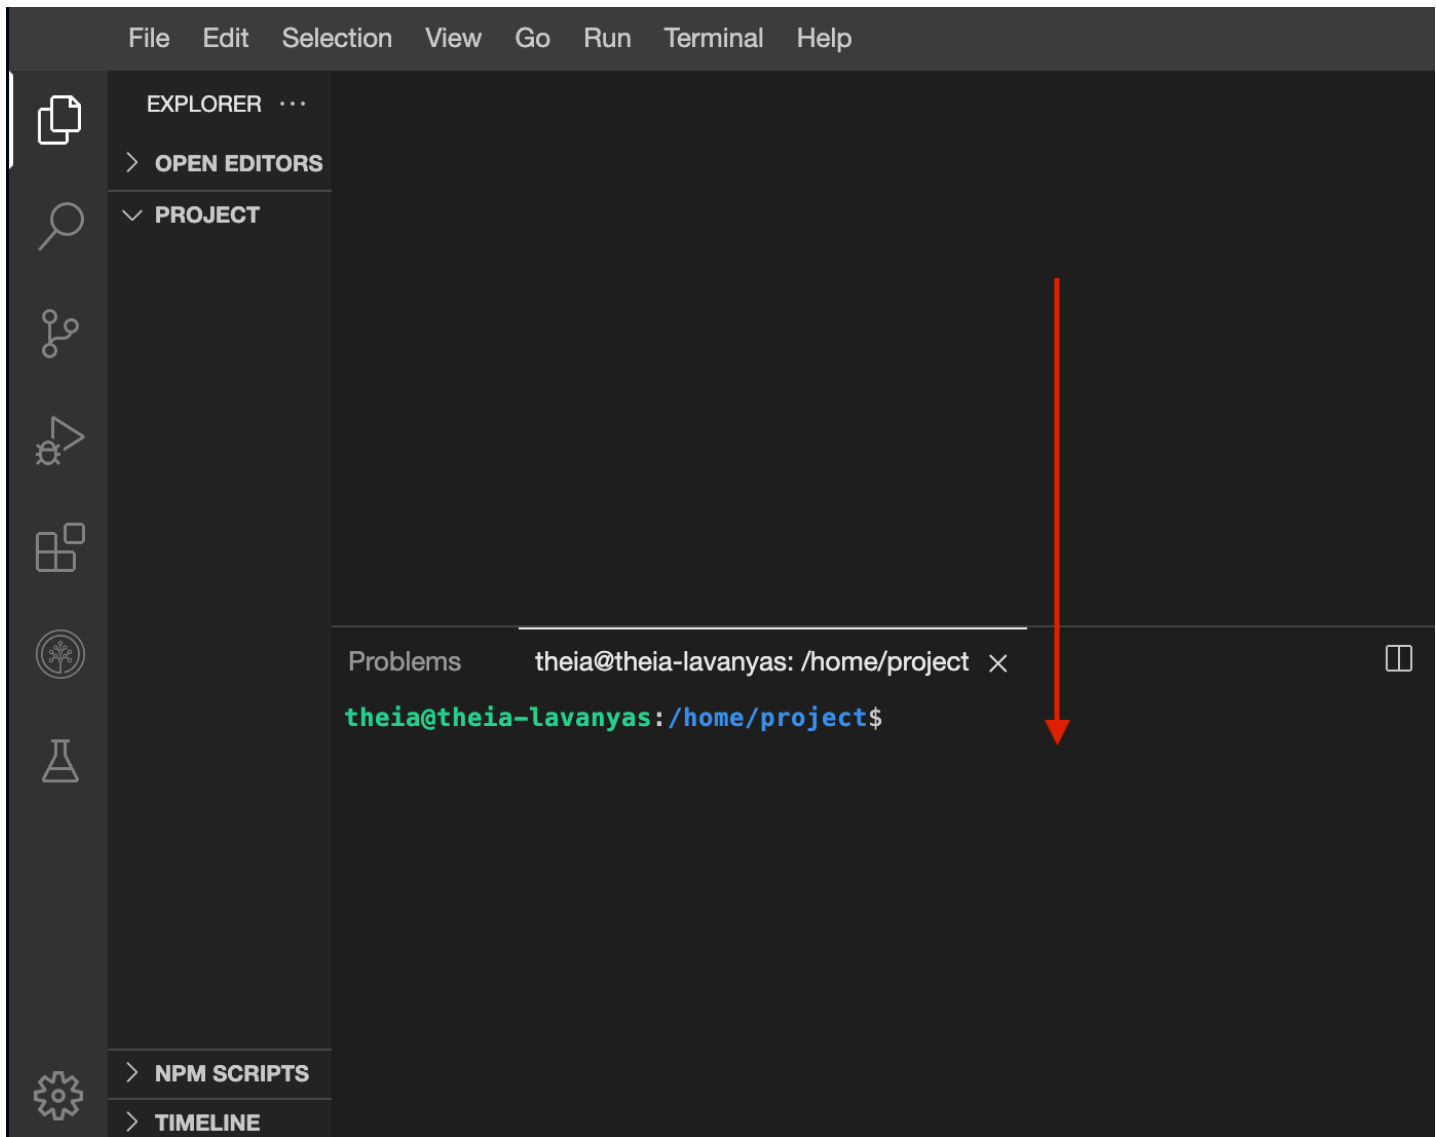 File Edit Selection View Go Run Terminal Help
EXPLORER ···
OPEN EDITORS
PROJECT
Problems theia@theia-lavanyas: /home/project
theia@theia-lavanyas:/home/project$
NPM SCRIPTS
TIMELINE